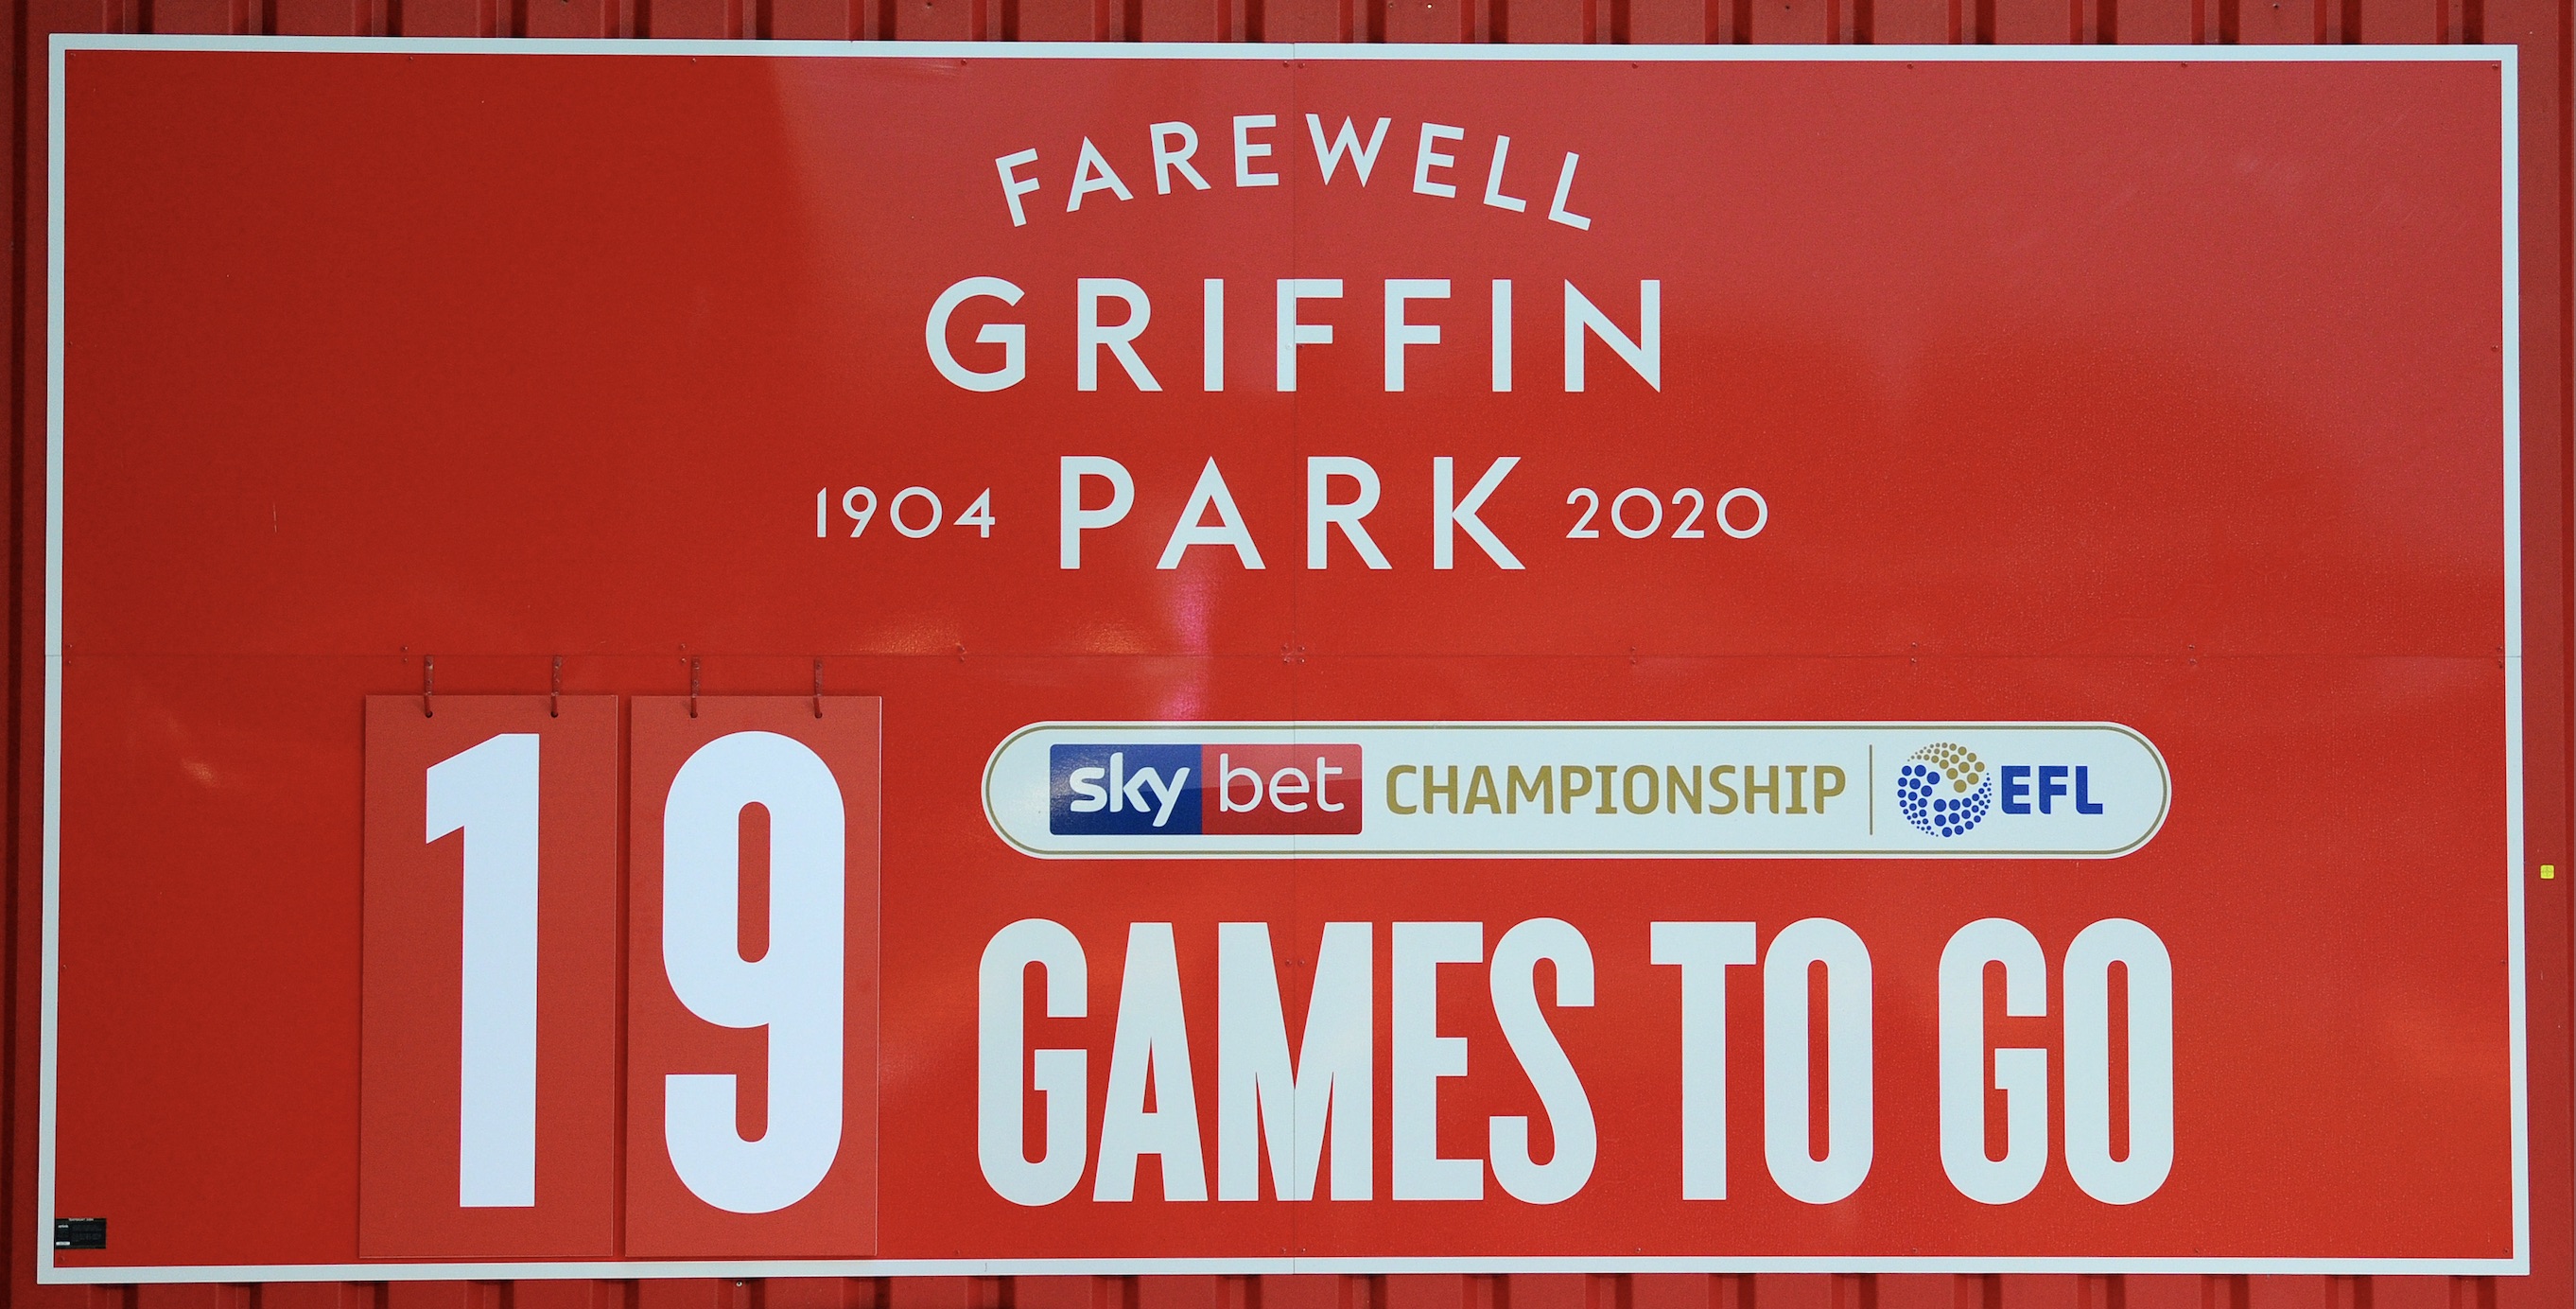 FAREWELL
GRIFFIN
1904 PARK 2020
19
sky bet CHAMPIONSHIP EFL
GAMES TO GO